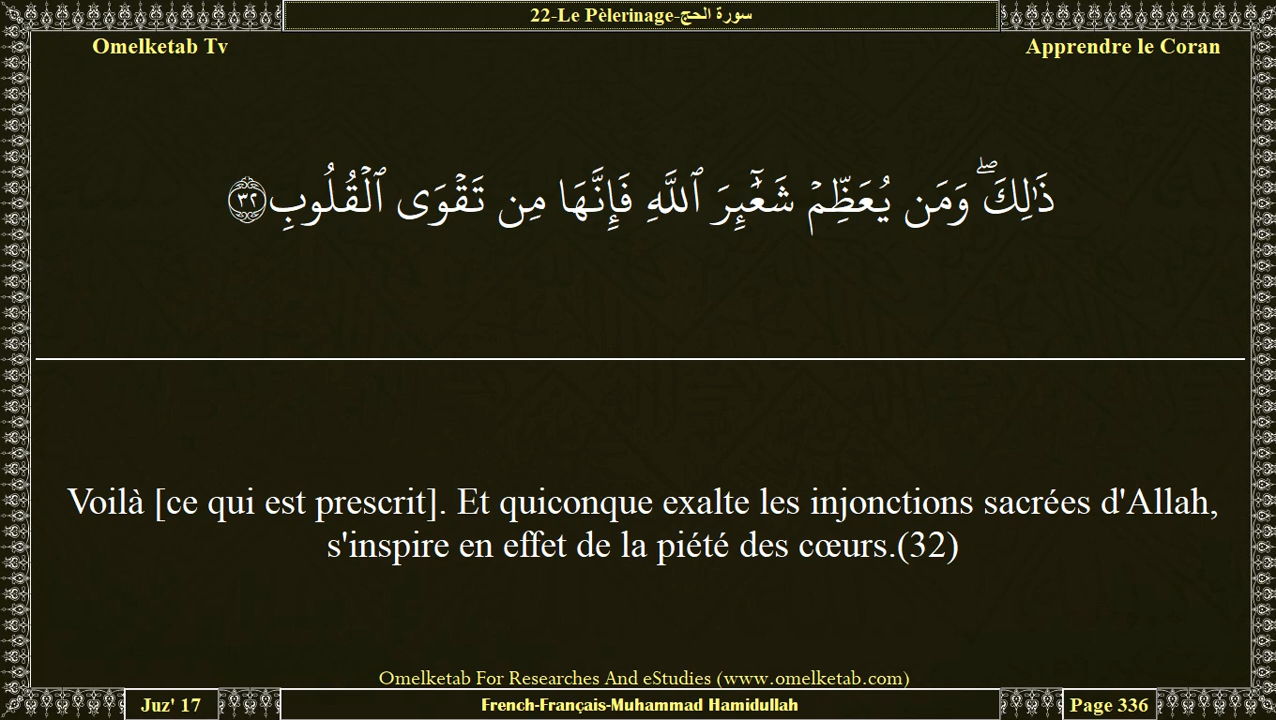 22-Le Pèlerinage-سورة الحج
Omelketab Tv
Apprendre le Coran
ذَٰلِكَۖ وَمَن يُعَظِّمۡ شَعَٰٓئِرَ ٱللَّهِ فَإِنَّهَا مِن تَقۡوَى ٱلۡقُلُوبِ ٣٢
Voilà [ce qui est prescrit]. Et quiconque exalte les injonctions sacrées d'Allah,
s'inspire en effet de la piété des cœurs.(32)
Omelketab For Researches And eStudies (www.omelketab.com)
Juz' 17
French-Français-Muhammad Hamidullah
Page 336